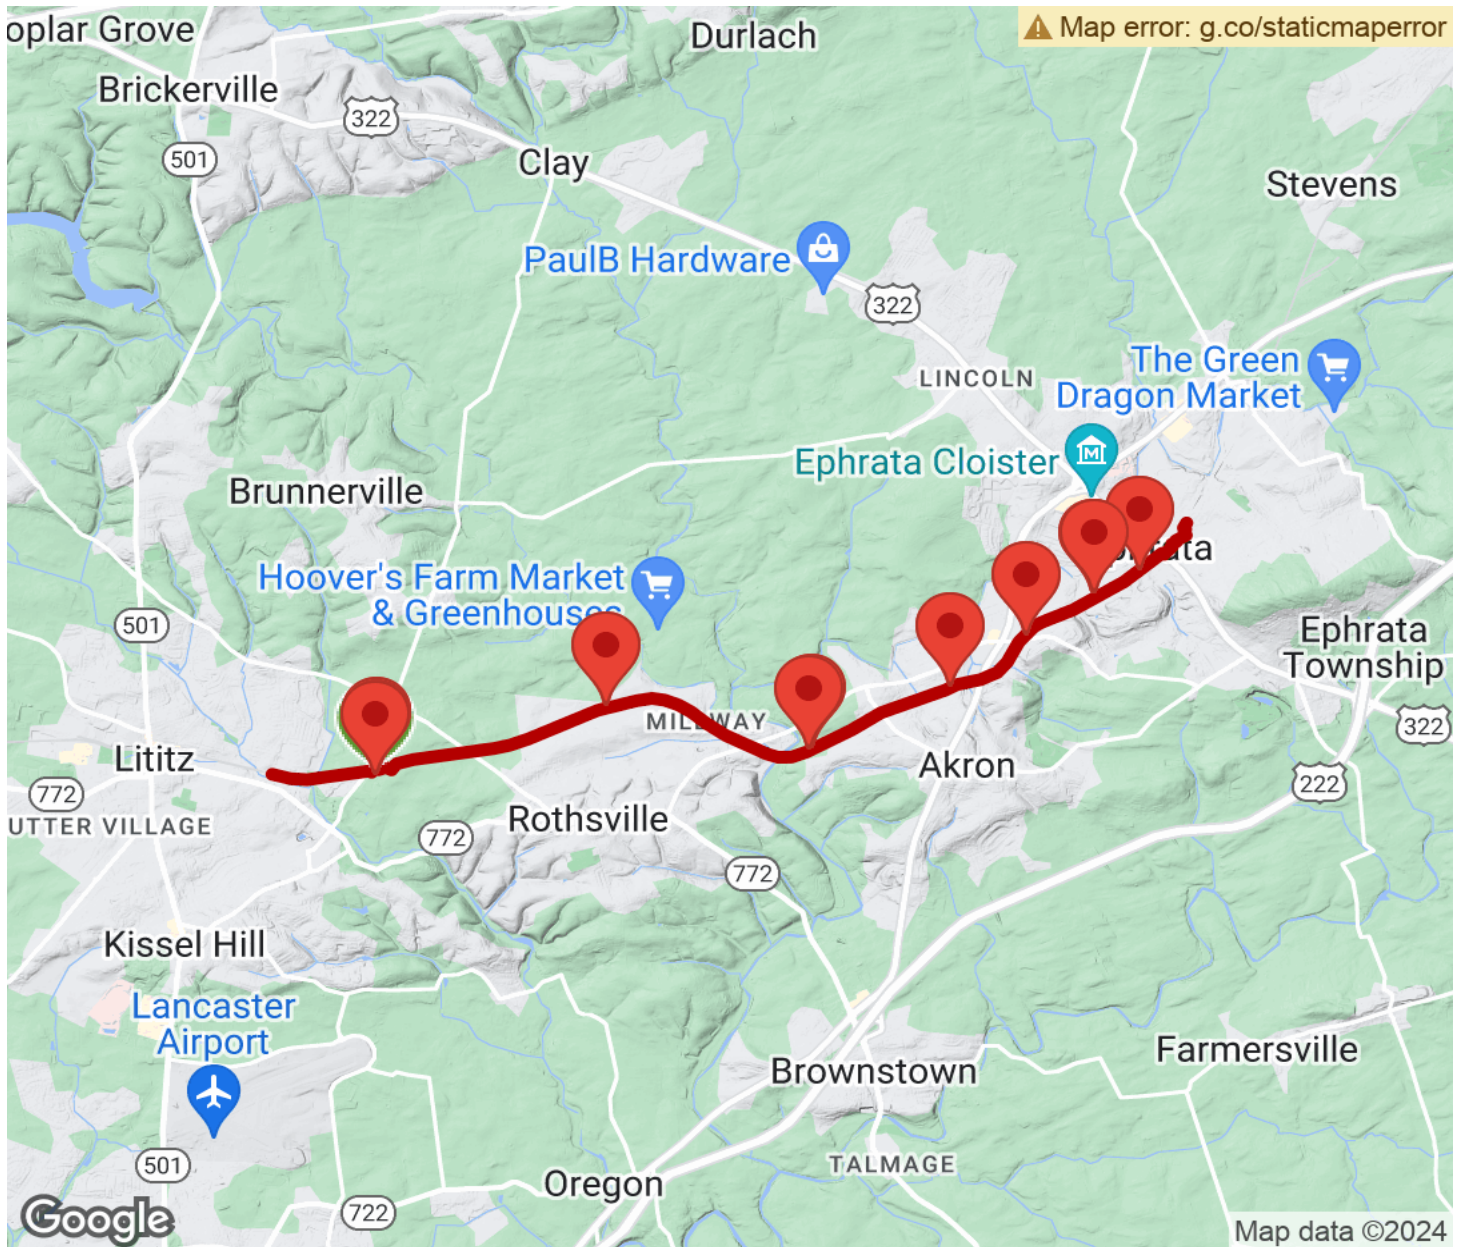 oplar Grove
Durlach
Map error: g.co/staticmaperror
Brickerville
322
501
Clay
Stevens
PaulB Hardware
322
The Green
Dragon Market
LINCOLN
Ephrata Cloister
Brunnerville
Hoover's Farm Market
& Greenhouses
501
Ephrata
Township
MILLWAY
322
Lititz
Akron
222
772
UTTER VILLAGE
Rothsville
772
772
Kissel Hill
Lancaster
Airport
Farmersville
Brownstown
501
TALMAGE
Oregon
722
Google
Map data ©2024